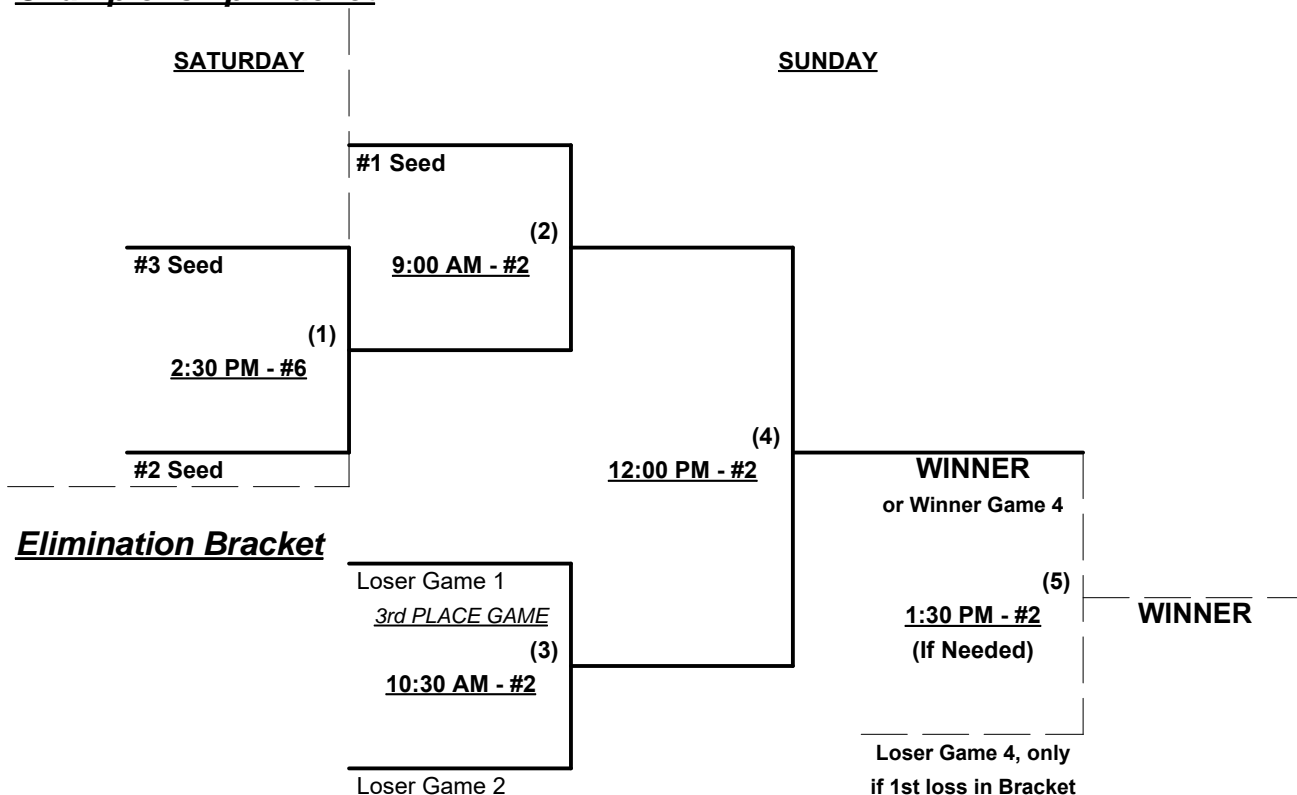 SATURDAY
SUNDAY
#1 Seed
(2)
#3 Seed
9:00 AM - #2
(1)
2:30 PM - #6
(4)
#2 Seed
12:00 PM - #2
WINNER
or Winner Game 4
Elimination Bracket
Loser Game 1
(5)
3rd PLACE GAME
1:30 PM - #2
WINNER
(3)
(If Needed)
10:30 AM - #2
Loser Game 4, only
Loser Game 2
if 1st loss in Bracket